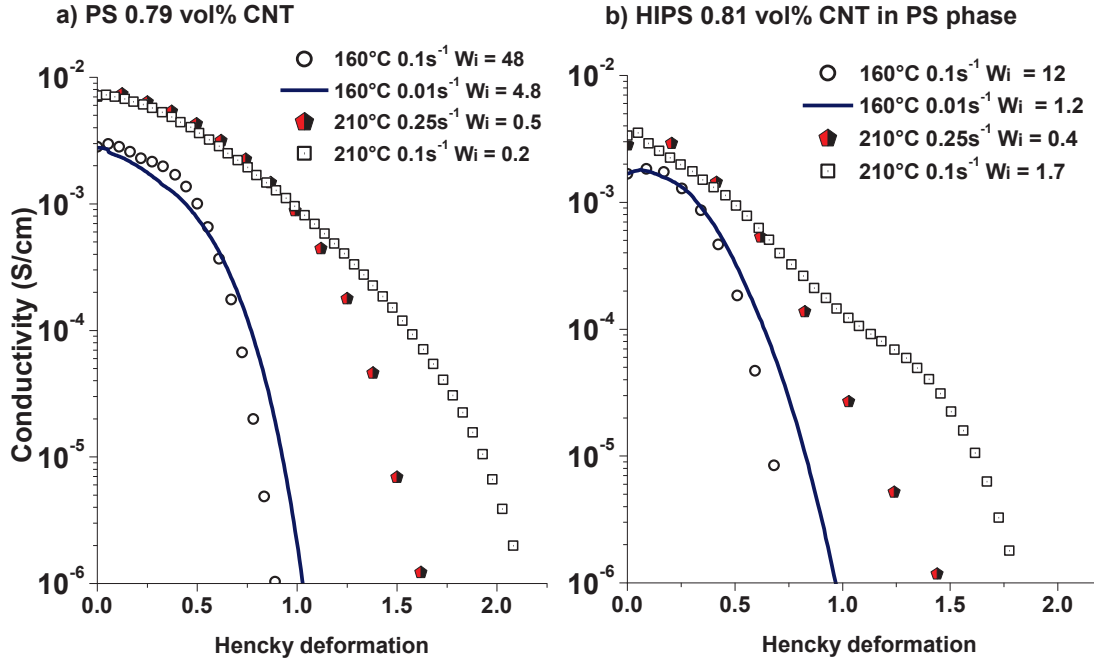 a) PS 0.79 vol% CNT
160°C 0.1s⁻¹ Wi = 48
160°C 0.01s⁻¹ Wi = 4.8
210°C 0.25s⁻¹ Wi = 0.5
210°C 0.1s⁻¹ Wi = 0.2
10⁻²
10⁻³
10⁻⁴
10⁻⁵
10⁻⁶
Conductivity (S/cm)
0.0 0.5 1.0 1.5 2.0
Hencky deformation
b) HIPS 0.81 vol% CNT in PS phase
160°C 0.1s⁻¹ Wi = 12
160°C 0.01s⁻¹ Wi = 1.2
210°C 0.25s⁻¹ Wi = 0.4
210°C 0.1s⁻¹ Wi = 1.7
10⁻²
10⁻³
10⁻⁴
10⁻⁵
10⁻⁶
0.0 0.5 1.0 1.5 2.0
Hencky deformation